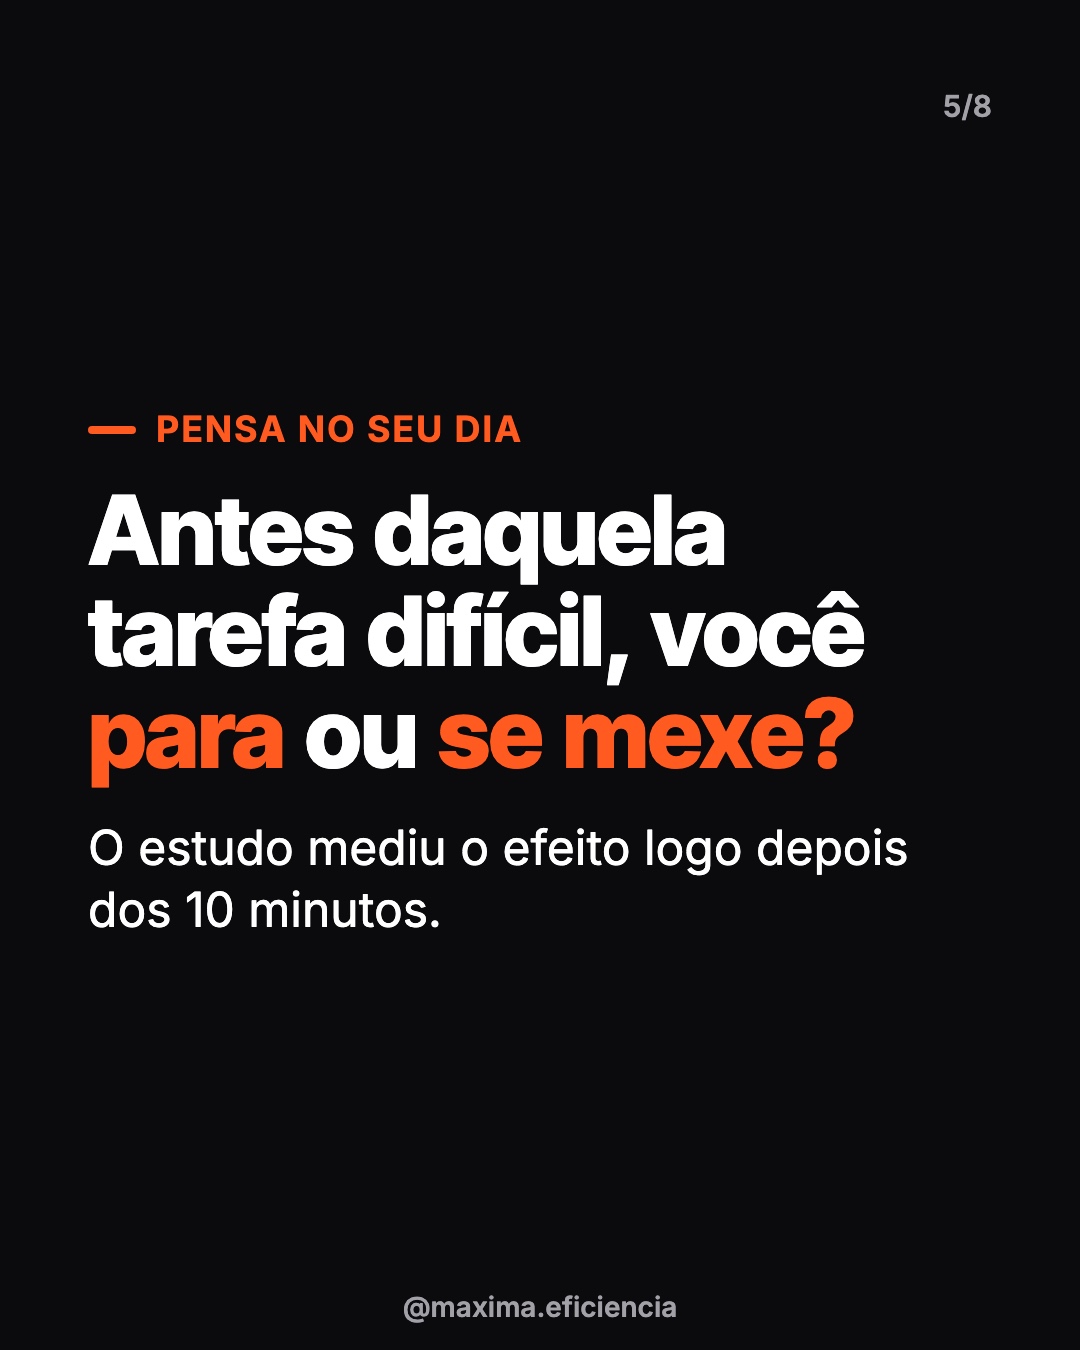 5/8
PENSA NO SEU DIA
Antes daquela
tarefa difícil, você
para ou se mexe?
O estudo mediu o efeito logo depois
dos 10 minutos.
@maxima.eficiencia